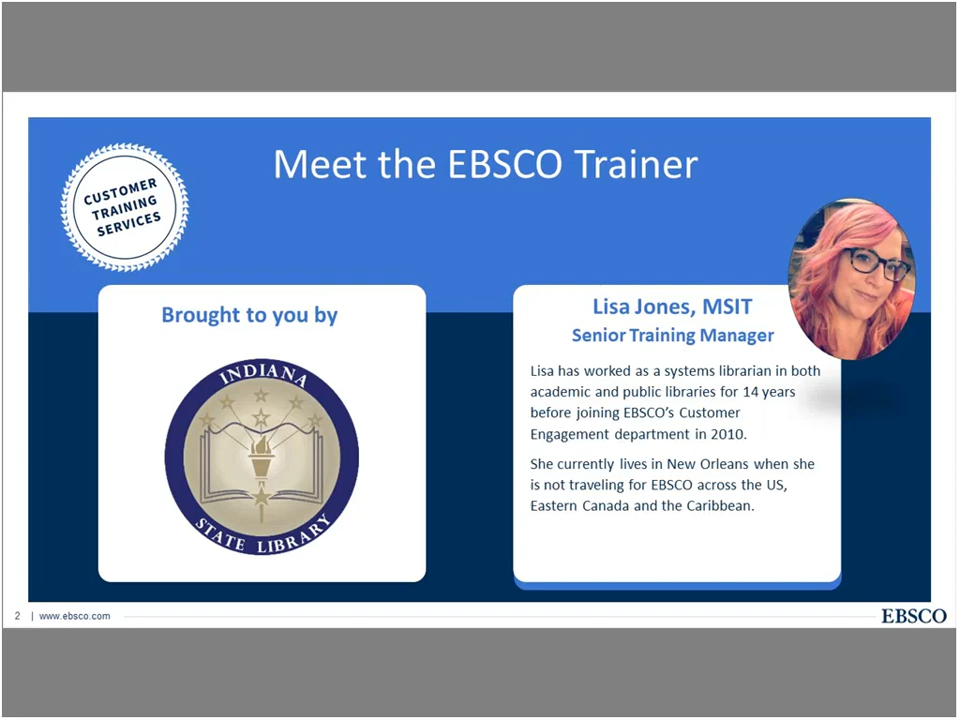 Meet the EBSCO Trainer
CUSTOMER
TRAINING
SERVICES
Brought to you by
INDIANA
STATE LIBRARY
Lisa Jones, MSIT
Senior Training Manager
Lisa has worked as a systems librarian in both
academic and public libraries for 14 years
before joining EBSCO's Customer
Engagement department in 2010.
She currently lives in New Orleans when she
is not traveling for EBSCO across the US,
Eastern Canada and the Caribbean.
2 | www.ebsco.com
EBSCO